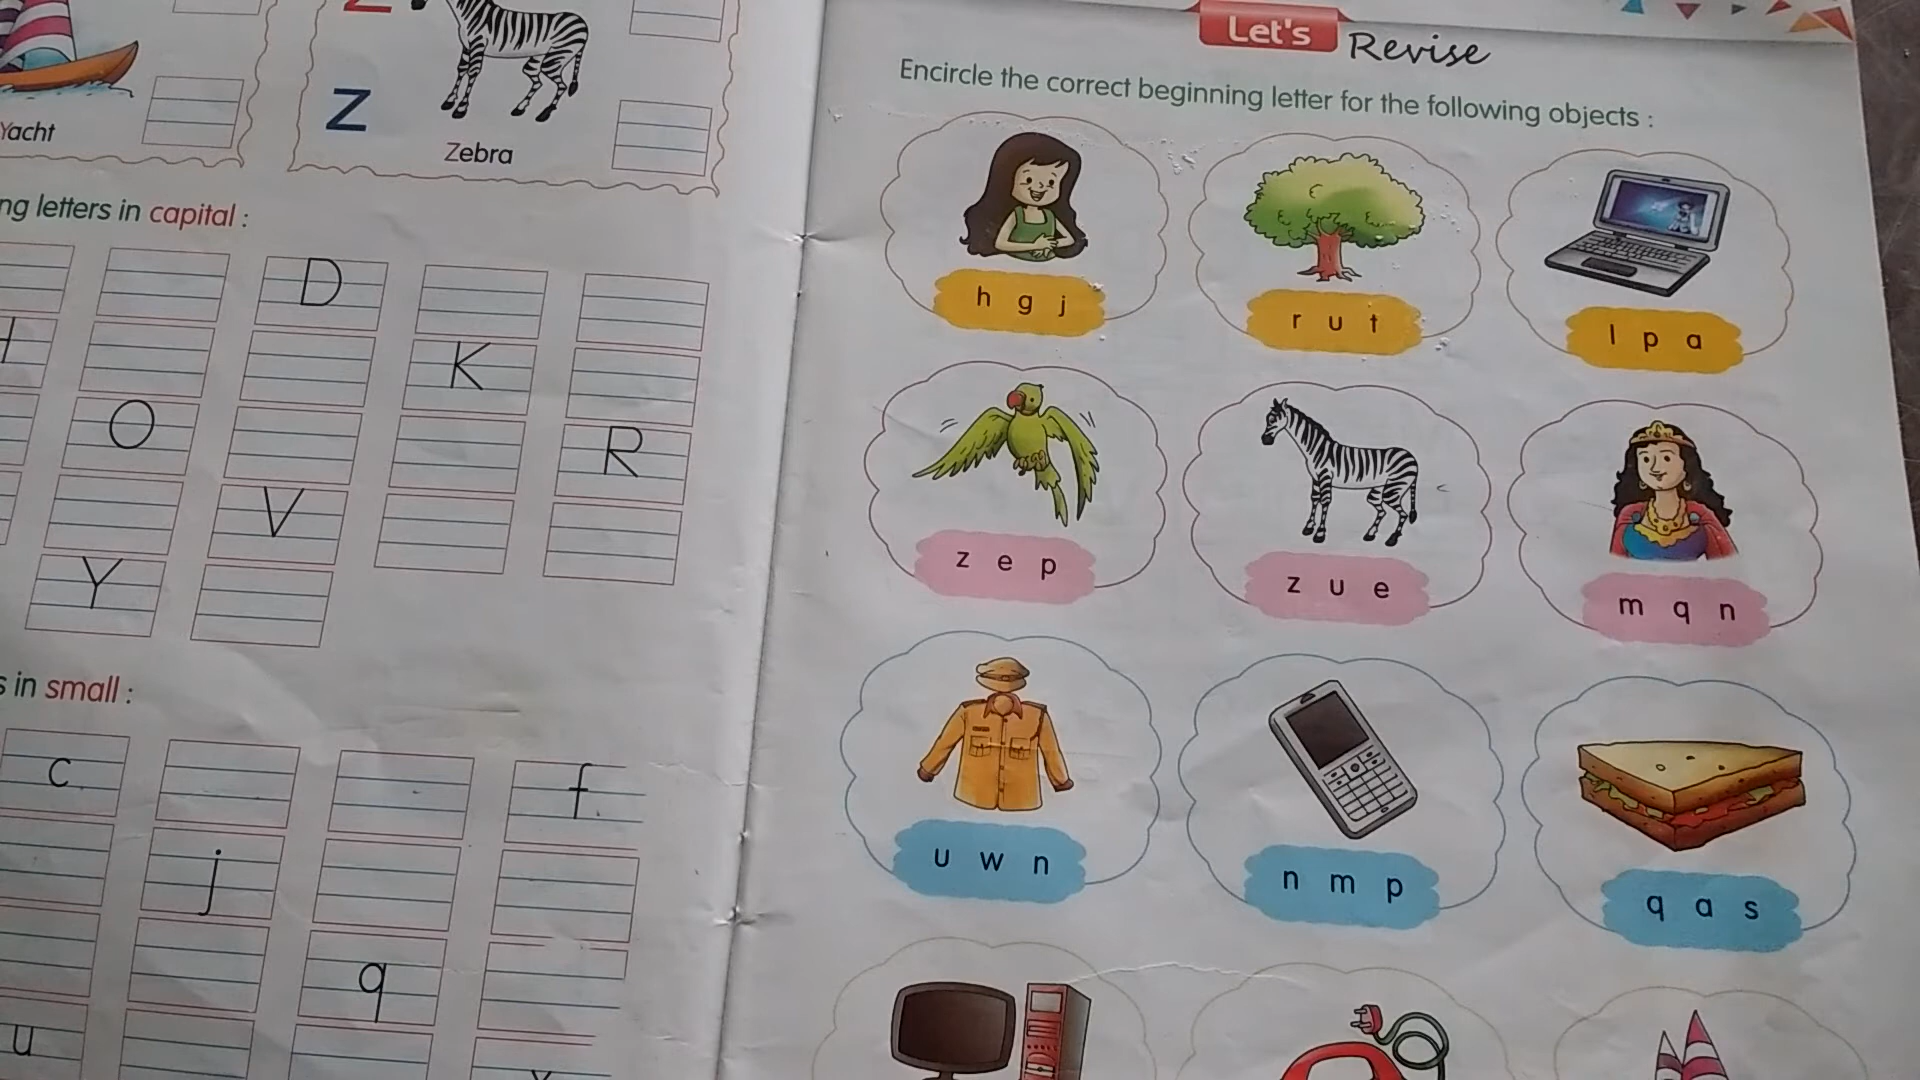 Z
Yacht
Zebra
ng letters in capital :
D
K
O
R
V
Y
s in small :
c
f
j
q
u
Let's Revise
Encircle the correct beginning letter for the following objects :
h g j
r u t
l p a
z e p
z u e
m q n
u w n
n m p
q a s